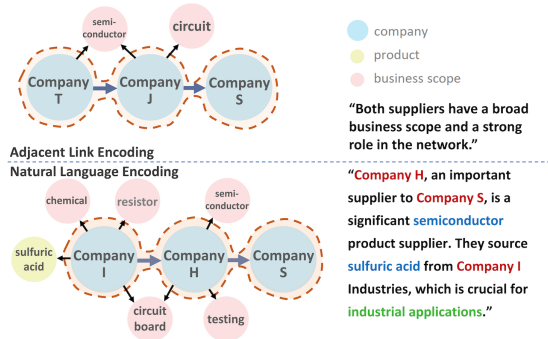 semi-
conductor
circuit
Company
T
Company
J
Company
S
company
product
business scope
“Both suppliers have a broad
business scope and a strong
role in the network.”
Adjacent Link Encoding
Natural Language Encoding
chemical
resistor
semi-
conductor
sulfuric
acid
Company
I
Company
H
Company
S
circuit
board
testing
“Company H, an important
supplier to Company S, is a
significant semiconductor
product supplier. They source
sulfuric acid from Company I
Industries, which is crucial for
industrial applications.”